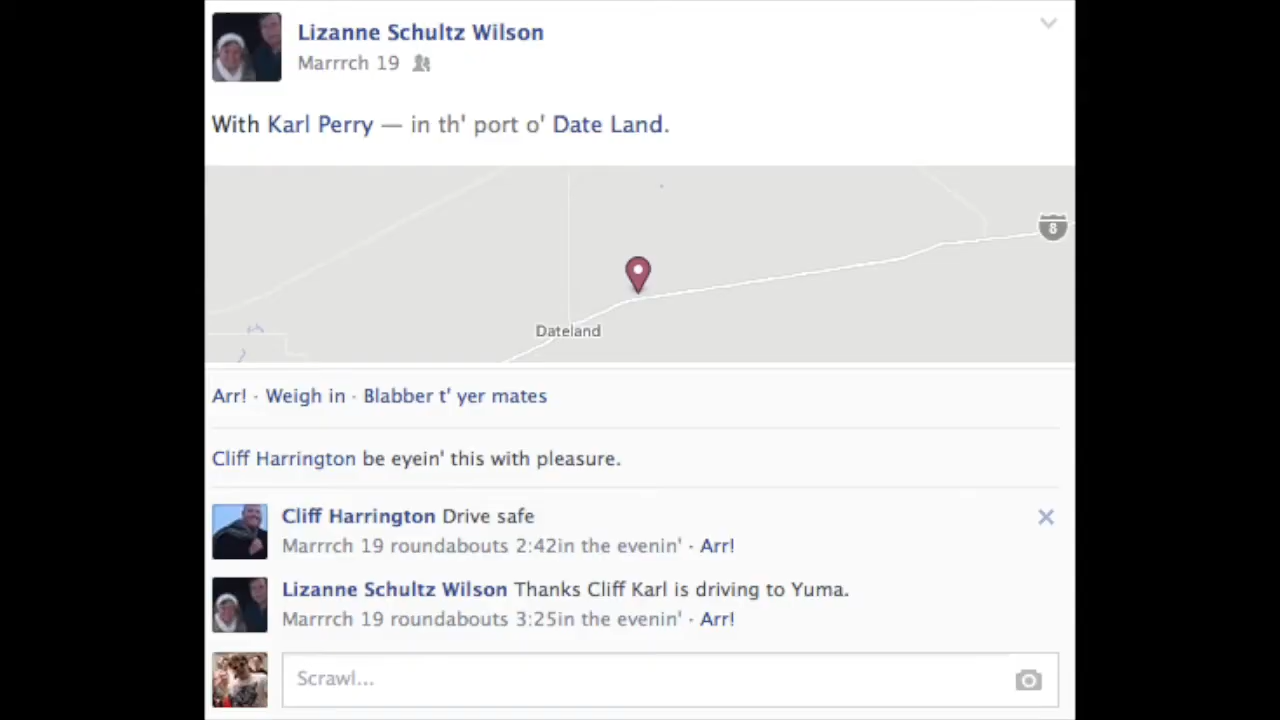 Lizanne Schultz Wilson
Marrrch 19
With Karl Perry — in th' port o' Date Land.
8
Dateland
Arr! · Weigh in · Blabber t' yer mates
Cliff Harrington be eyein' this with pleasure.
Cliff Harrington Drive safe
Marrrch 19 roundabouts 2:42in the evenin' · Arr!
Lizanne Schultz Wilson Thanks Cliff Karl is driving to Yuma.
Marrrch 19 roundabouts 3:25in the evenin' · Arr!
Scrawl...